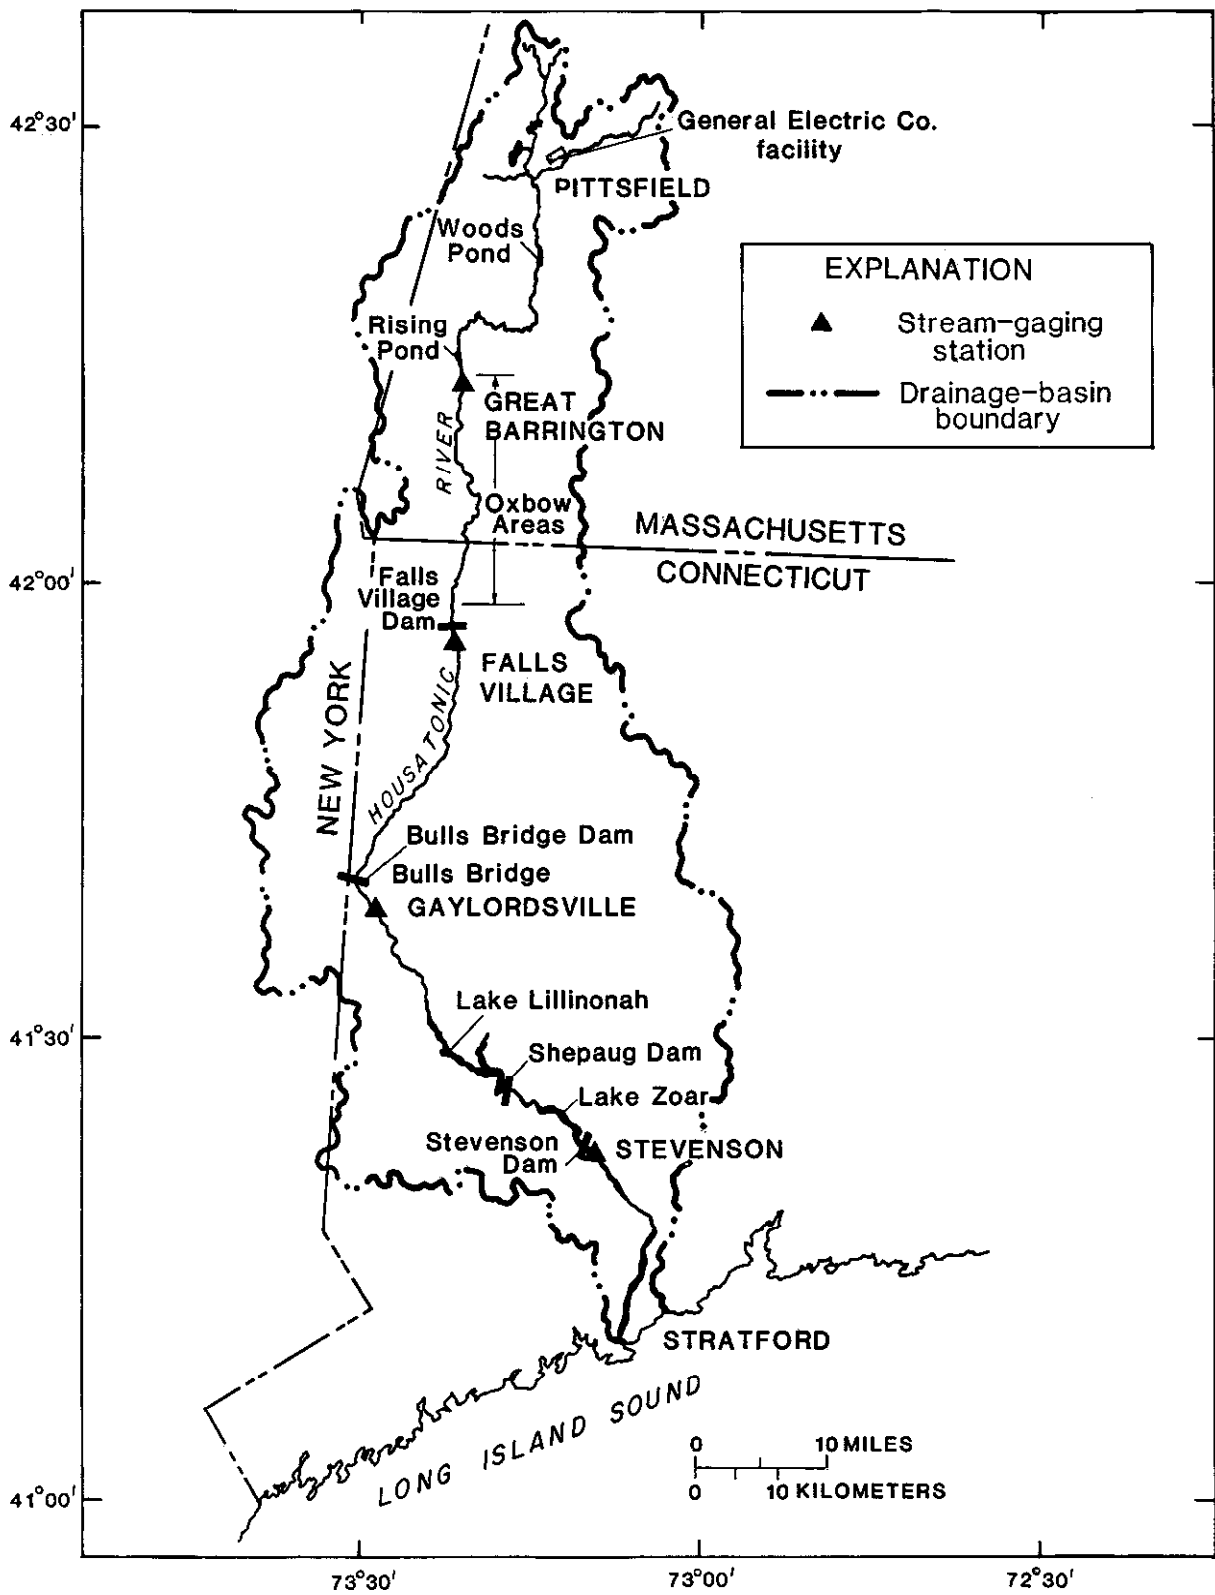 42°30'
General Electric Co.
facility
PITTSFIELD
Woods
Pond
EXPLANATION
Stream-gaging
station
Drainage-basin
boundary
Rising
Pond
GREAT
BARRINGTON
RIVER
Oxbow
Areas
MASSACHUSETTS
CONNECTICUT
42°00'
Falls
Village
Dam
FALLS
VILLAGE
NEW YORK
HOUSATONIC
Bulls Bridge Dam
Bulls Bridge
GAYLORDSVILLE
Lake Lillinonah
41°30'
Shepaug Dam
Lake Zoar
Stevenson
Dam
STEVENSON
STRATFORD
LONG ISLAND SOUND
0 10 MILES
0 10 KILOMETERS
41°00'
73°30' 73°00' 72°30'